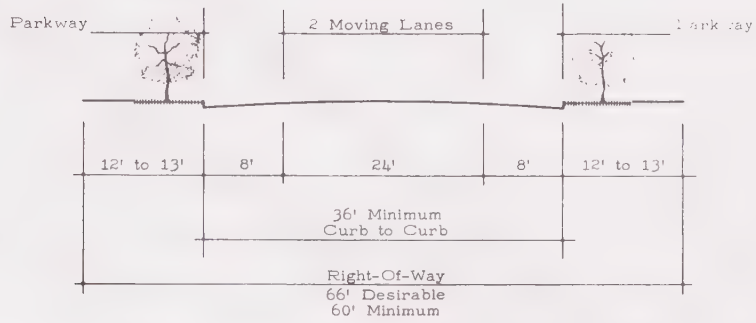 Parkway
2 Moving Lanes
12' to 13'
8'
24'
8'
12' to 13'
36' Minimum
Curb to Curb
Right-Of-Way
66' Desirable
60' Minimum